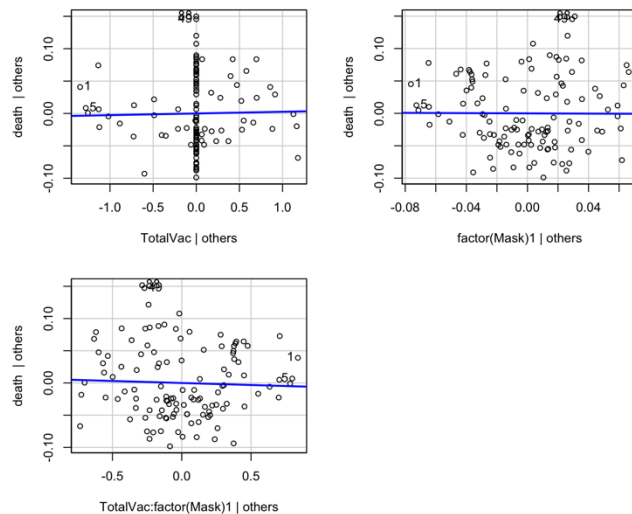 death | others
0.10
0.00
-0.10
1
5
-1.0 -0.5 0.0 0.5 1.0
TotalVac | others
death | others
0.10
0.00
-0.10
1
5
-0.08 -0.04 0.00 0.04
factor(Mask)1 | others
death | others
0.10
0.00
-0.10
1
5
-0.5 0.0 0.5
TotalVac:factor(Mask)1 | others